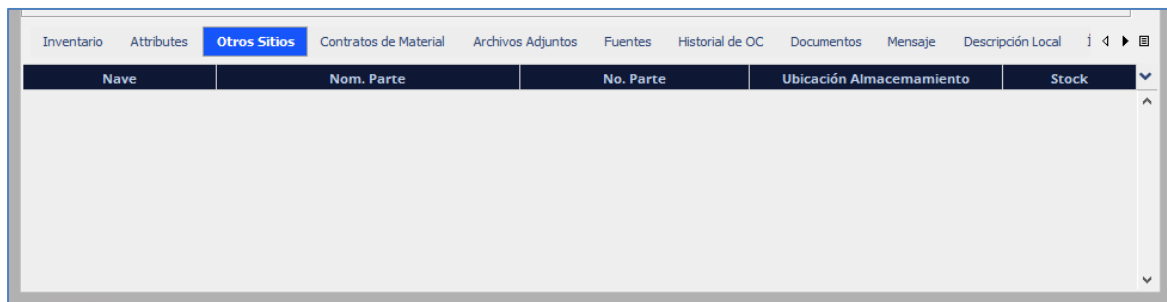 Inventario Attributes Otros Sitios Contratos de Material Archivos Adjuntos Fuentes Historial de OC Documentos Mensaje Descripción Local
Nave Nom. Parte No. Parte Ubicación Almacemamiento Stock